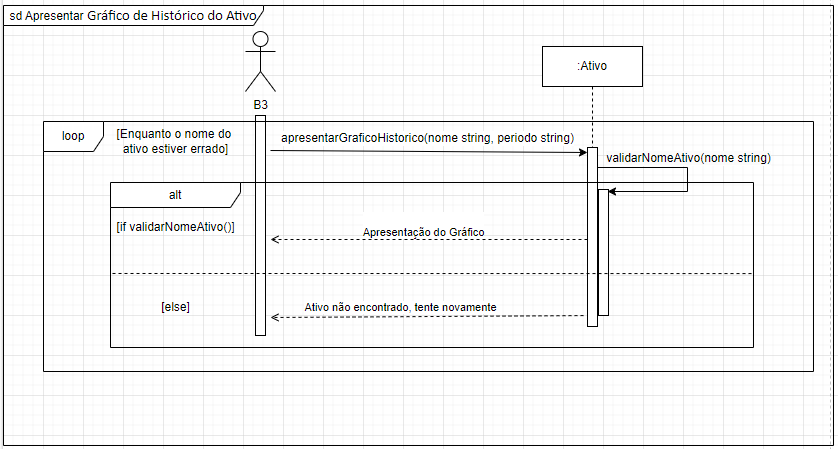 sd Apresentar Gráfico de Histórico do Ativo
B3
:Ativo
loop
[Enquanto o nome do
ativo estiver errado]
apresentarGraficoHistorico(nome string, periodo string)
validarNomeAtivo(nome string)
alt
[if validarNomeAtivo()]
Apresentação do Gráfico
[else]
Ativo não encontrado, tente novamente